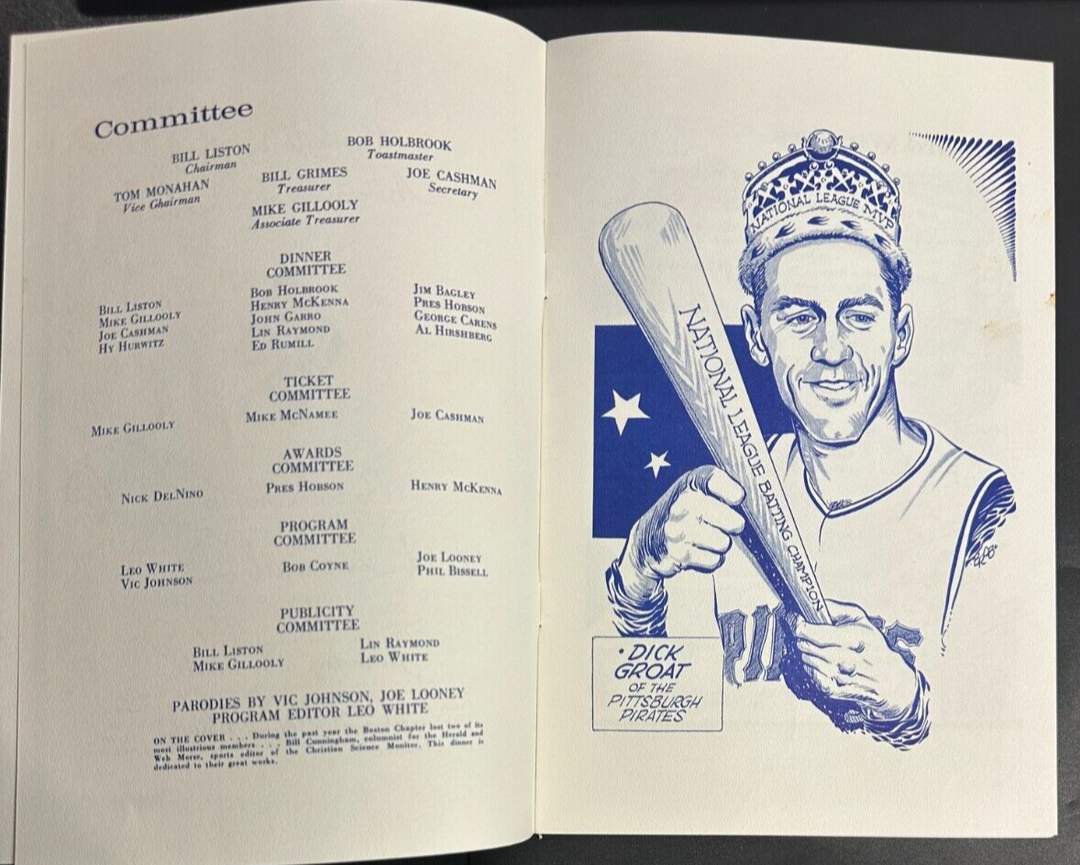 Committee
BILL LISTON
Chairman
BOB HOLBROOK
Toastmaster
TOM MONAHAN
Vice Chairman
BILL GRIMES
Treasurer
JOE CASHMAN
Secretary
MIKE GILLOOLY
Associate Treasurer
DINNER
COMMITTEE
BILL LISTON
MIKE GILLOOLY
JOE CASHMAN
HY HURWITZ
BOB HOLBROOK
HENRY MCKENNA
JOHN GARRO
LIN RAYMOND
ED RUMILL
JIM BAGLEY
PRES HOBSON
GEORGE CARENS
AL HIRSHBERG
TICKET
COMMITTEE
MIKE GILLOOLY
MIKE MCNAMEE
JOE CASHMAN
AWARDS
COMMITTEE
NICK DELNINO
PRES HOBSON
HENRY MCKENNA
PROGRAM
COMMITTEE
LEO WHITE
VIC JOHNSON
BOB COYNE
JOE LOONEY
PHIL BISSELL
PUBLICITY
COMMITTEE
BILL LISTON
MIKE GILLOOLY
LIN RAYMOND
LEO WHITE
PARODIES BY VIC JOHNSON, JOE LOONEY
PROGRAM EDITOR LEO WHITE
ON THE COVER . . . During the past year the Boston Chapter lost two of its
most illustrious members . . . Bill Cunningham, columnist for the Herald and
Web Morse, sports editor of the Christian Science Monitor. This dinner is
dedicated to their great works.
NATIONAL LEAGUE MVP
NATIONAL LEAGUE BATTING CHAMPION
• DICK
GROAT
OF THE
PITTSBURGH
PIRATES